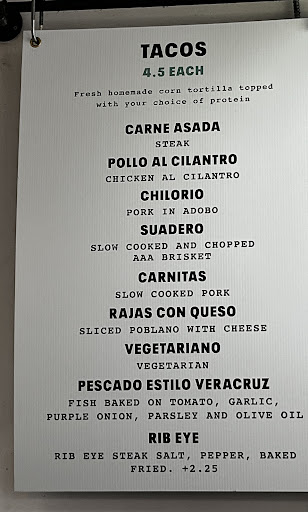 TACOS
4.5 EACH
Fresh homemade corn tortilla topped
with your choice of protein
CARNE ASADA
STEAK
POLLO AL CILANTRO
CHICKEN AL CILANTRO
CHILORIO
PORK IN ADOBO
SUADERO
SLOW COOKED AND CHOPPED
AAA BRISKET
CARNITAS
SLOW COOKED PORK
RAJAS CON QUESO
SLICED POBLANO WITH CHEESE
VEGETARIANO
VEGETARIAN
PESCADO ESTILO VERACRUZ
FISH BAKED ON TOMATO, GARLIC,
PURPLE ONION, PARSLEY AND OLIVE OIL
RIB EYE
RIB EYE STEAK SALT, PEPPER, BAKED
FRIED. +2.25